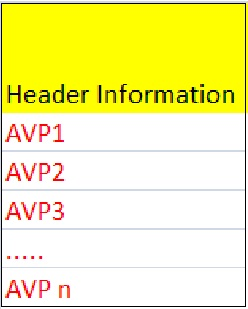 Header Information
AVP1
AVP2
AVP3
.....
AVP n